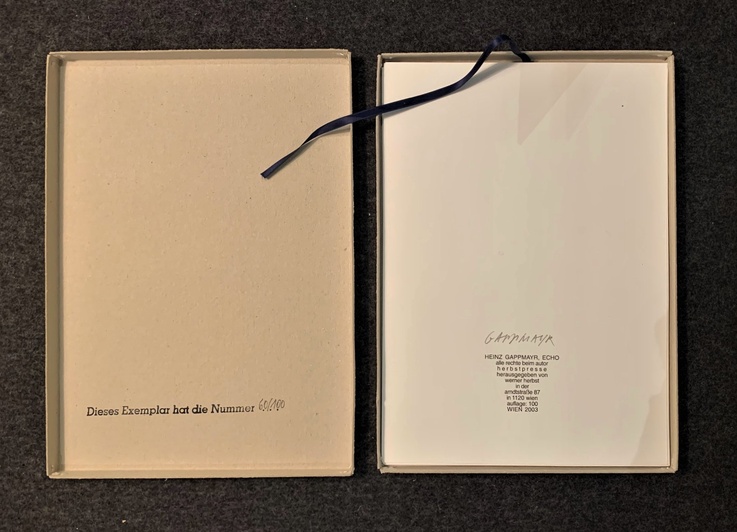 Dieses Exemplar hat die Nummer 60/100
GAPPMAYR
HEINZ GAPPMAYR, ECHO
alle rechte beim autor
herbstpresse
herausgegeben von
werner herbst
in der
arndtstraße 87
in 1120 wien
auflage: 100
WIEN 2003